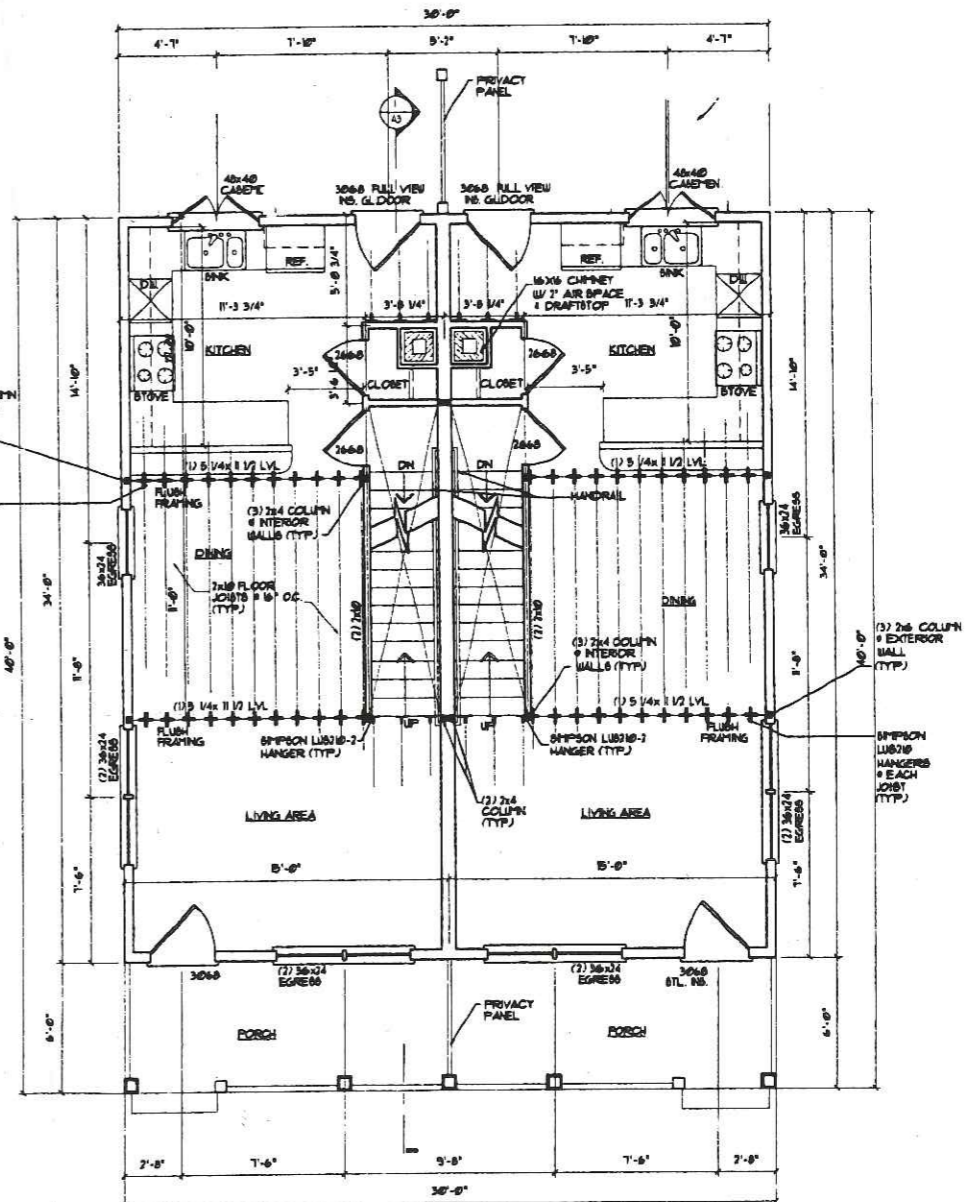 30'-0"
4'-7"
7'-10"
5'-2"
7'-10"
4'-7"
PRIVACY
PANEL
A3
48x40
CASEME
3068 FULL VIEW
INS. GL.DOOR
3068 FULL VIEW
INS. GL.DOOR
48x40
CASEMEN
SINK
REF.
5'-8 3/4"
16X16 CHIMNEY
W/ 2" AIR SPACE
& DRAFTSTOP
REF.
SINK
DW
DW
11'-3 3/4"
3'-8 1/4"
3'-8 1/4"
11'-3 3/4"
10'-0"
10'-0"
KITCHEN
2668
2668
KITCHEN
STOVE
3'-5"
CLOSET
CLOSET
3'-5"
STOVE
14'-10"
14'-10"
MN
2668
2668
(1) 5 1/4x 11 1/2 LVL
DN
DN
(1) 5 1/4x 11 1/2 LVL
FLUSH
FRAMING
(3) 2x4 COLUMN
@ INTERIOR
WALLS (TYP.)
HANDRAIL
36x24
EGRESS
36x24
EGRESS
DINING
2x10 FLOOR
JOISTS @ 16" O.C.
(TYP.)
11'-0"
DINING
34'-0"
34'-0"
40'-0"
40'-0"
(2) 2x10
(2) 2x10
11'-8"
11'-8"
(3) 2x4 COLUMN
@ INTERIOR
WALLS (TYP.)
(3) 2x6 COLUMN
@ EXTERIOR
WALL
(TYP.)
(1) 5 1/4x 11 1/2 LVL
UP
UP
(1) 5 1/4x 11 1/2 LVL
FLUSH
FRAMING
SIMPSON LUS210-2
HANGER (TYP.)
SIMPSON LUS210-2
HANGER (TYP.)
FLUSH
FRAMING
SIMPSON
LUS210
HANGERS
@ EACH
JOIST
(TYP.)
(2) 36x24
EGRESS
(2) 36x24
EGRESS
(2) 2x4
COLUMN
(TYP.)
LIVING AREA
LIVING AREA
7'-6"
7'-6"
15'-0"
15'-0"
3068
(2) 36x24
EGRESS
(2) 36x24
EGRESS
3068
STL. INS.
PRIVACY
PANEL
PORCH
PORCH
6'-0"
6'-0"
2'-8"
7'-6"
9'-8"
7'-6"
2'-8"
30'-0"